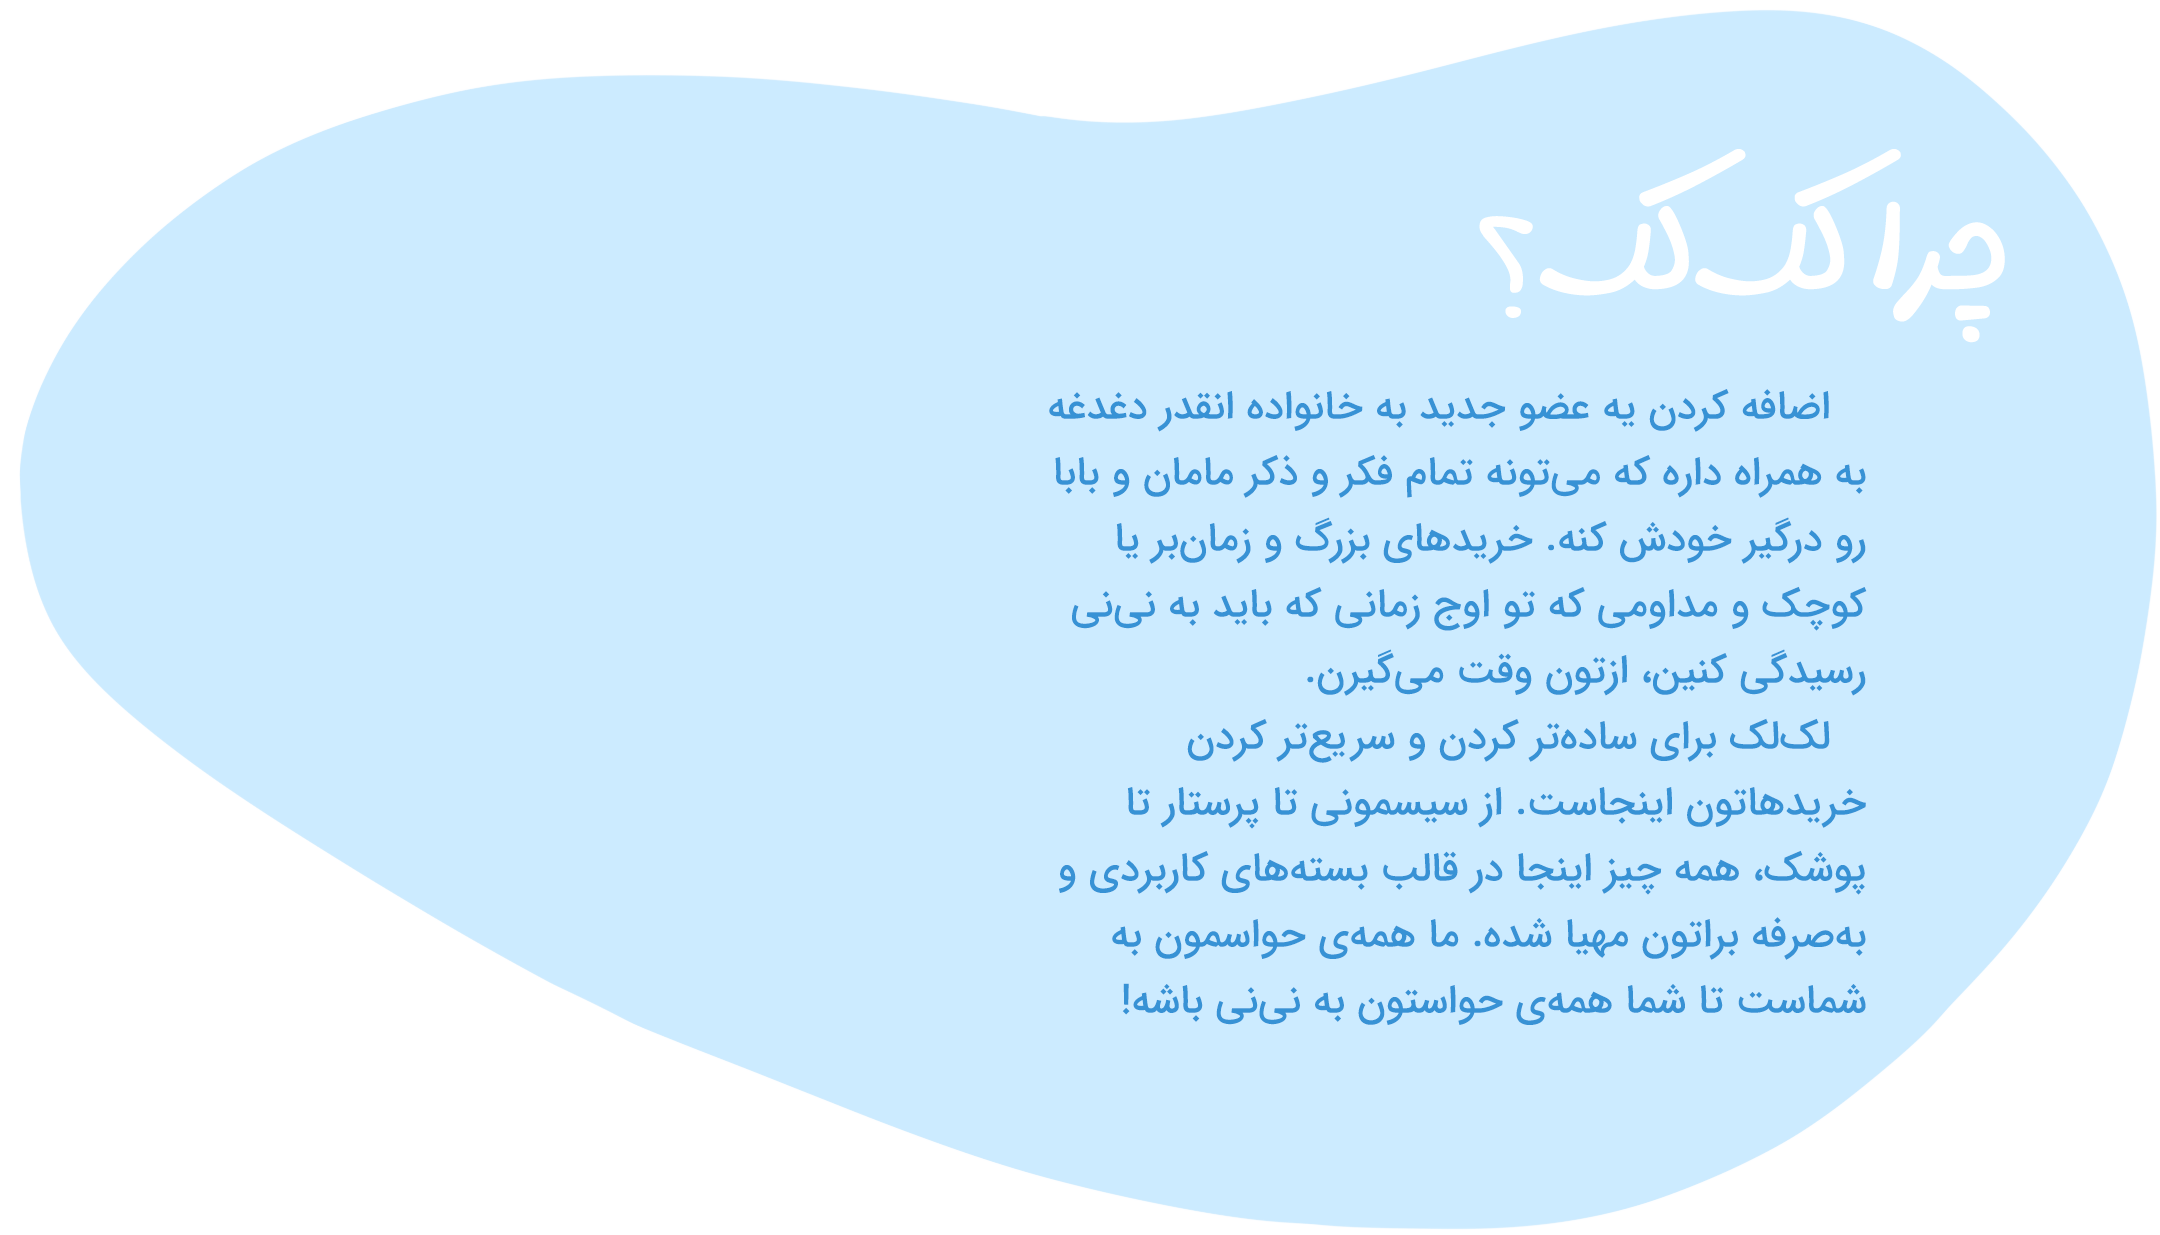 چرا لک‌لک؟
اضافه کردن یه عضو جدید به خانواده انقدر دغدغه
به همراه داره که می‌تونه تمام فکر و ذکر مامان و بابا
رو درگیر خودش کنه. خریدهای بزرگ و زمان‌بر یا
کوچک و مداومی که تو اوج زمانی که باید به نی‌نی
رسیدگی کنین، ازتون وقت می‌گیرن.
لک‌لک برای ساده‌تر کردن و سریع‌تر کردن
خریدهاتون اینجاست. از سیسمونی تا پرستار تا
پوشک، همه چیز اینجا در قالب بسته‌های کاربردی و
به‌صرفه براتون مهیا شده. ما همه‌ی حواسمون به
شماست تا شما همه‌ی حواستون به نی‌نی باشه!